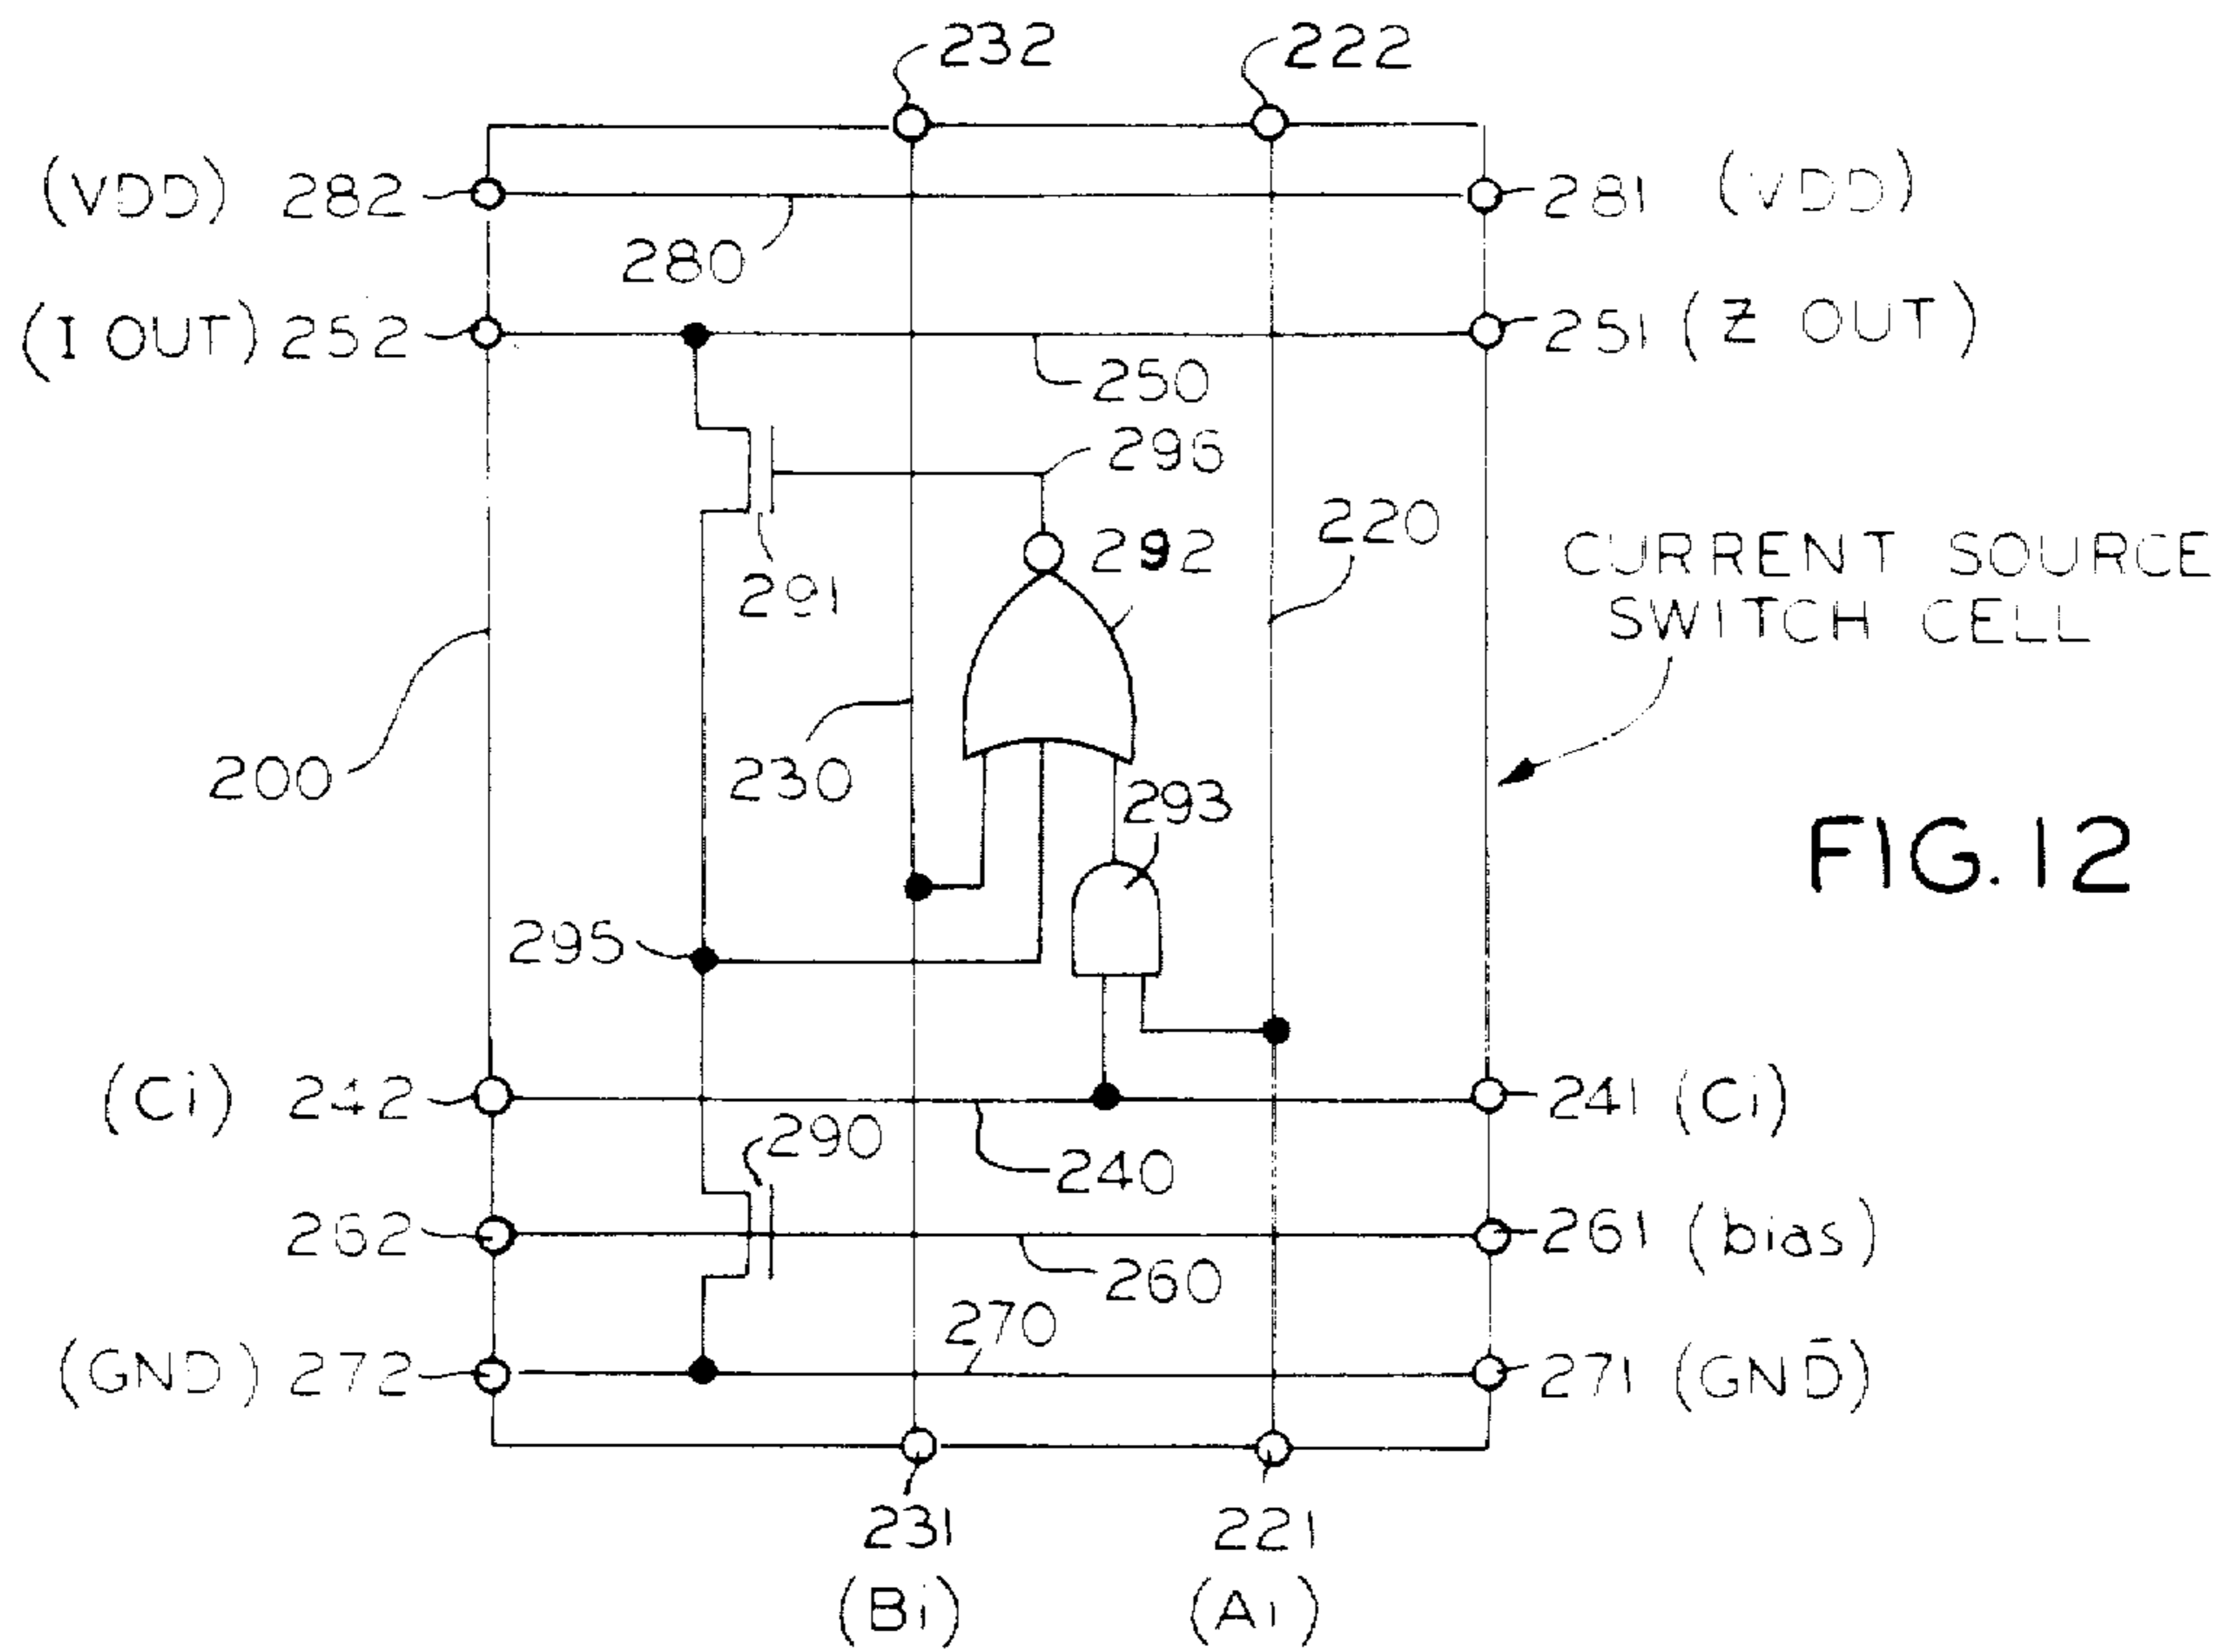 232 222
(VDD) 282 281 (VDD)
280
(I OUT) 252 251 (Z OUT)
250
296
220
292
291
CURRENT SOURCE
SWITCH CELL
200
230
293
FIG.12
295
(Ci) 242 241 (Ci)
290
240
262 261 (bias)
260
270
(GND) 272 271 (GND)
231 221
(Bi) (Ai)